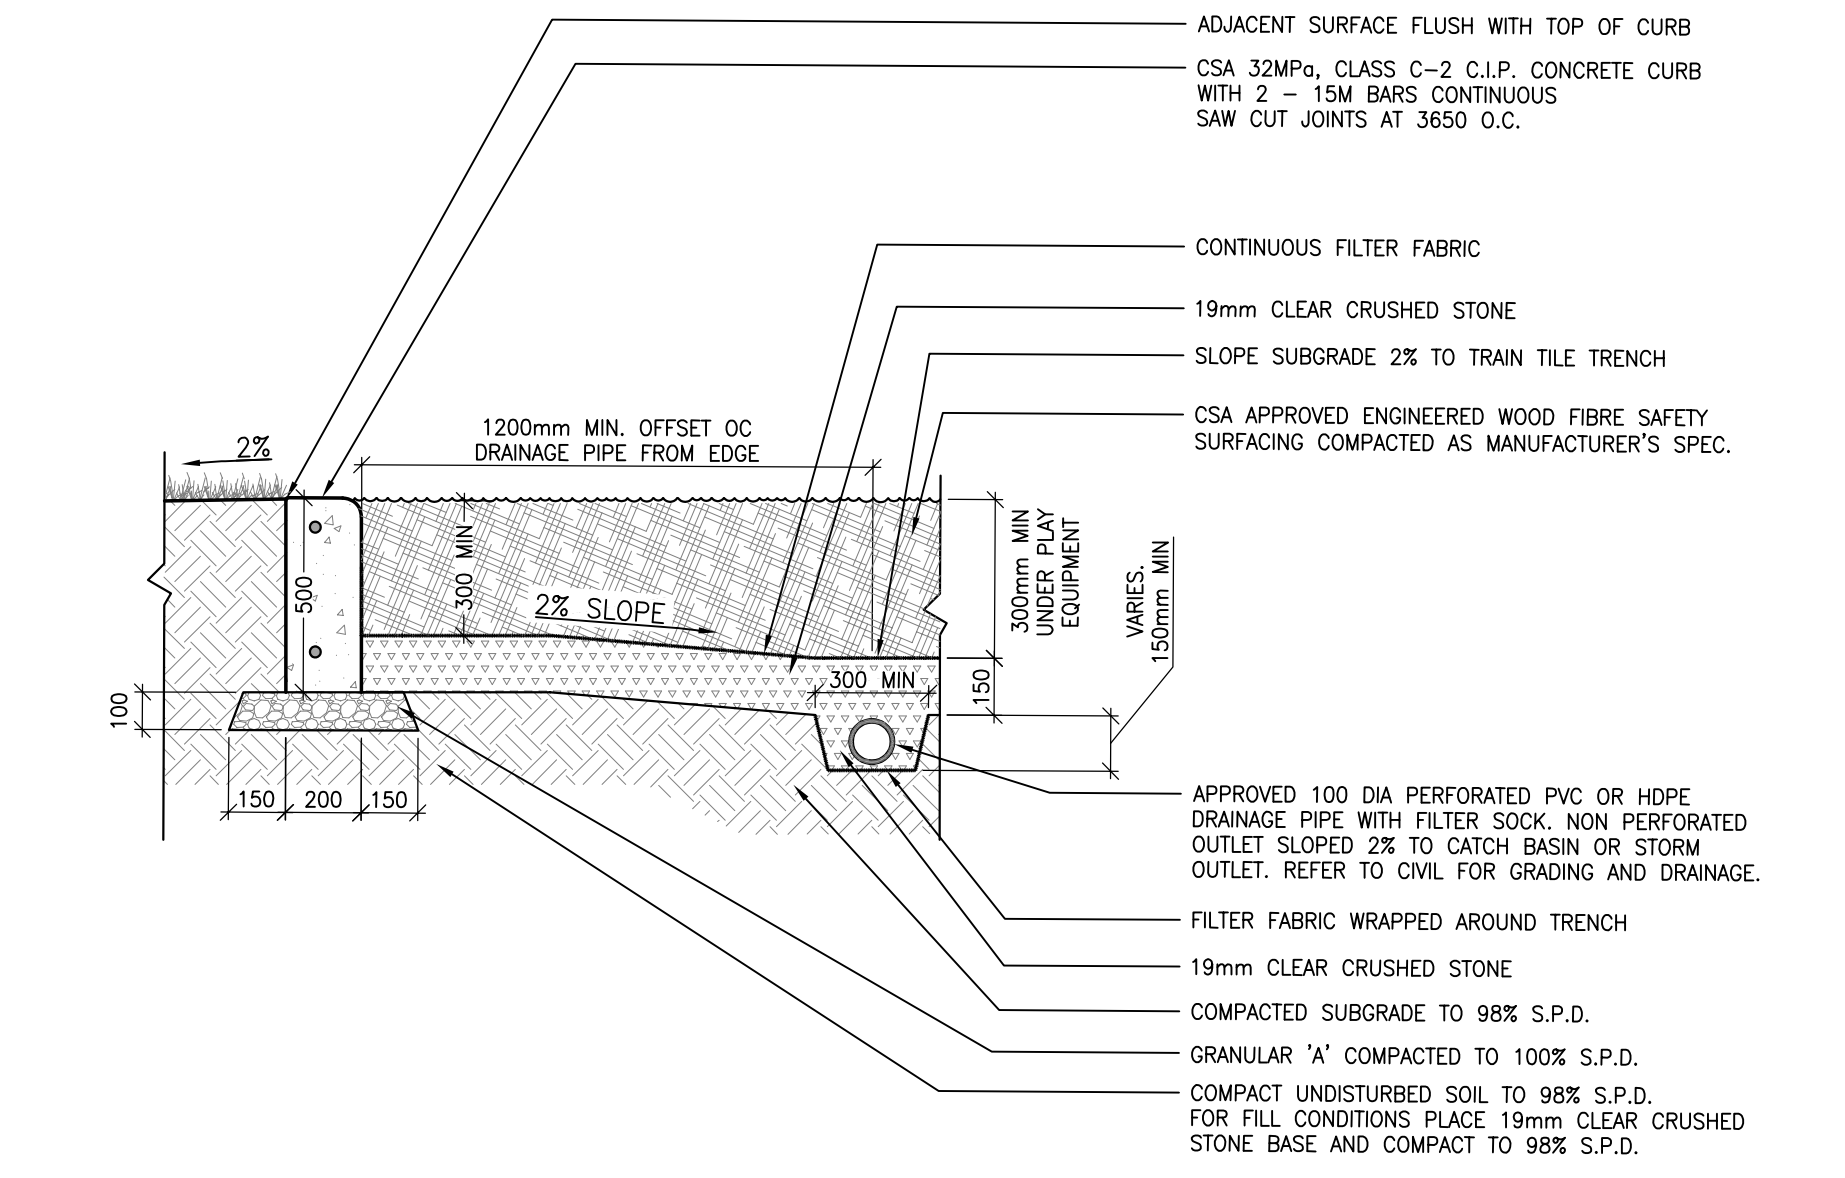 ADJACENT SURFACE FLUSH WITH TOP OF CURB
CSA 32MPa, CLASS C-2 C.I.P. CONCRETE CURB
WITH 2 - 15M BARS CONTINUOUS
SAW CUT JOINTS AT 3650 O.C.
CONTINUOUS FILTER FABRIC
19mm CLEAR CRUSHED STONE
SLOPE SUBGRADE 2% TO TRAIN TILE TRENCH
CSA APPROVED ENGINEERED WOOD FIBRE SAFETY
SURFACING COMPACTED AS MANUFACTURER'S SPEC.
1200mm MIN. OFFSET OC
DRAINAGE PIPE FROM EDGE
2%
500
300 MIN
2% SLOPE
300mm MIN
UNDER PLAY
EQUIPMENT
VARIES.
150mm MIN
300 MIN
150
100
150
200
150
APPROVED 100 DIA PERFORATED PVC OR HDPE
DRAINAGE PIPE WITH FILTER SOCK. NON PERFORATED
OUTLET SLOPED 2% TO CATCH BASIN OR STORM
OUTLET. REFER TO CIVIL FOR GRADING AND DRAINAGE.
FILTER FABRIC WRAPPED AROUND TRENCH
19mm CLEAR CRUSHED STONE
COMPACTED SUBGRADE TO 98% S.P.D.
GRANULAR 'A' COMPACTED TO 100% S.P.D.
COMPACT UNDISTURBED SOIL TO 98% S.P.D.
FOR FILL CONDITIONS PLACE 19mm CLEAR CRUSHED
STONE BASE AND COMPACT TO 98% S.P.D.